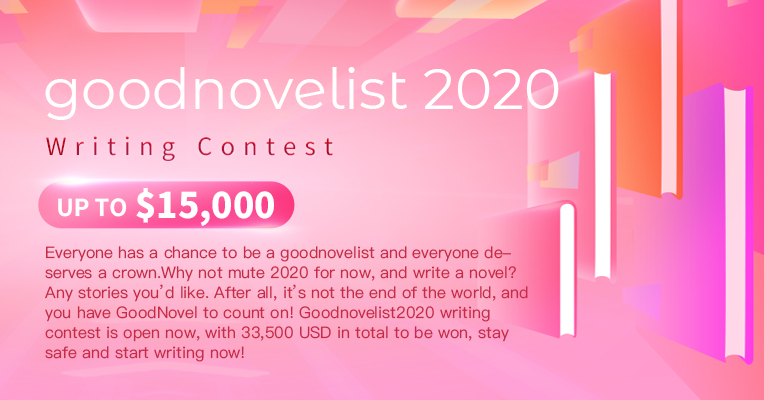 goodnovelist 2020
Writing Contest
UP TO $15,000
Everyone has a chance to be a goodnovelist and everyone de–
serves a crown.Why not mute 2020 for now, and write a novel?
Any stories you'd like. After all, it's not the end of the world, and
you have GoodNovel to count on! Goodnovelist2020 writing
contest is open now, with 33,500 USD in total to be won, stay
safe and start writing now!